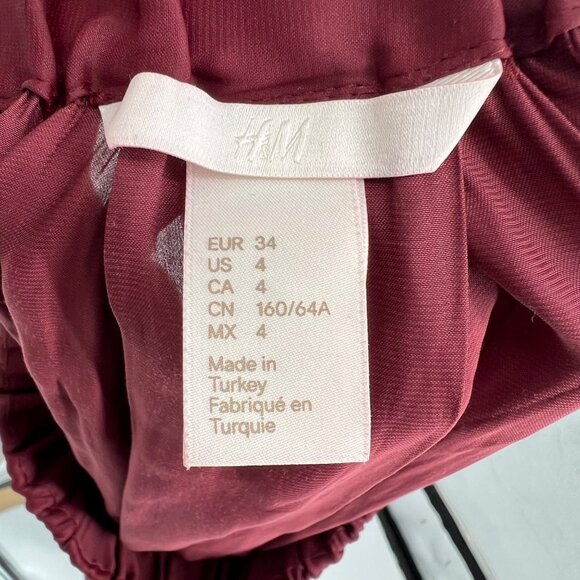 H&M
EUR 34
US 4
CA 4
CN 160/64A
MX 4
Made in
Turkey
Fabriqué en
Turquie